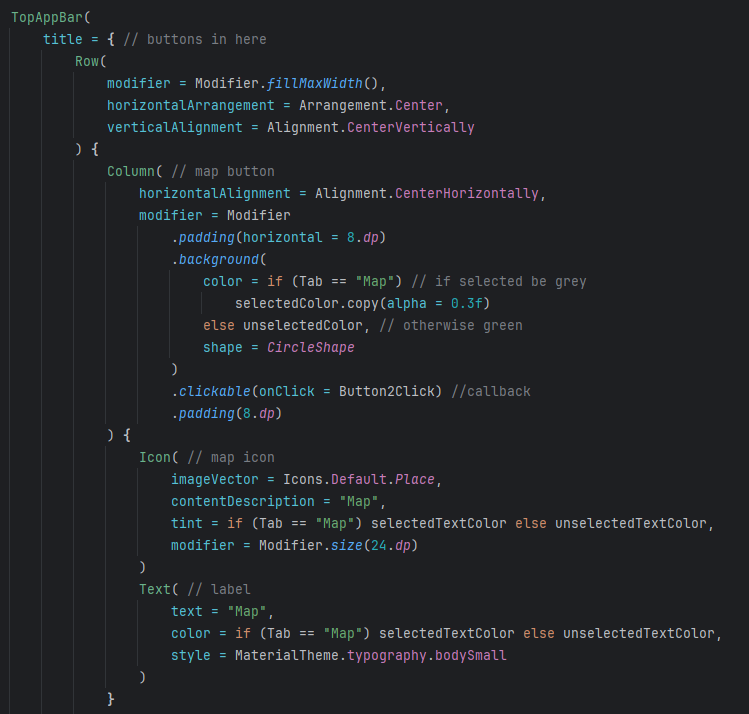 TopAppBar(
    title = { // buttons in here
        Row(
            modifier = Modifier.fillMaxWidth(),
            horizontalArrangement = Arrangement.Center,
            verticalAlignment = Alignment.CenterVertically
        ) {
            Column( // map button
                horizontalAlignment = Alignment.CenterHorizontally,
                modifier = Modifier
                    .padding(horizontal = 8.dp)
                    .background(
                        color = if (Tab == "Map") // if selected be grey
                            selectedColor.copy(alpha = 0.3f)
                        else unselectedColor, // otherwise green
                        shape = CircleShape
                    )
                    .clickable(onClick = Button2Click) //callback
                    .padding(8.dp)
            ) {
                Icon( // map icon
                    imageVector = Icons.Default.Place,
                    contentDescription = "Map",
                    tint = if (Tab == "Map") selectedTextColor else unselectedTextColor,
                    modifier = Modifier.size(24.dp)
                )
                Text( // label
                    text = "Map",
                    color = if (Tab == "Map") selectedTextColor else unselectedTextColor,
                    style = MaterialTheme.typography.bodySmall
                )
            }